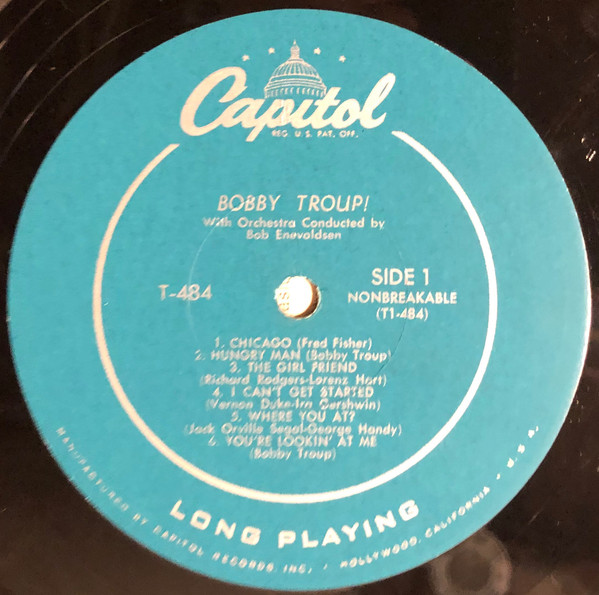 Capitol
REG. U.S. PAT. OFF.
BOBBY TROUP!
With Orchestra Conducted by
Bob Enevoldsen
T-484
SIDE 1
NONBREAKABLE
(T1-484)
1. CHICAGO (Fred Fisher)
2. HUNGRY MAN (Bobby Troup)
3. THE GIRL FRIEND
(Richard Rodgers-Lorenz Hart)
4. I CAN'T GET STARTED
(Vernon Duke-Ira Gershwin)
5. WHERE YOU AT?
(Jack Orville Segal-George Handy)
6. YOU'RE LOOKIN' AT ME
(Bobby Troup)
LONG PLAYING
MANUFACTURED BY CAPITOL RECORDS, INC. • HOLLYWOOD, CALIFORNIA • U.S.A.